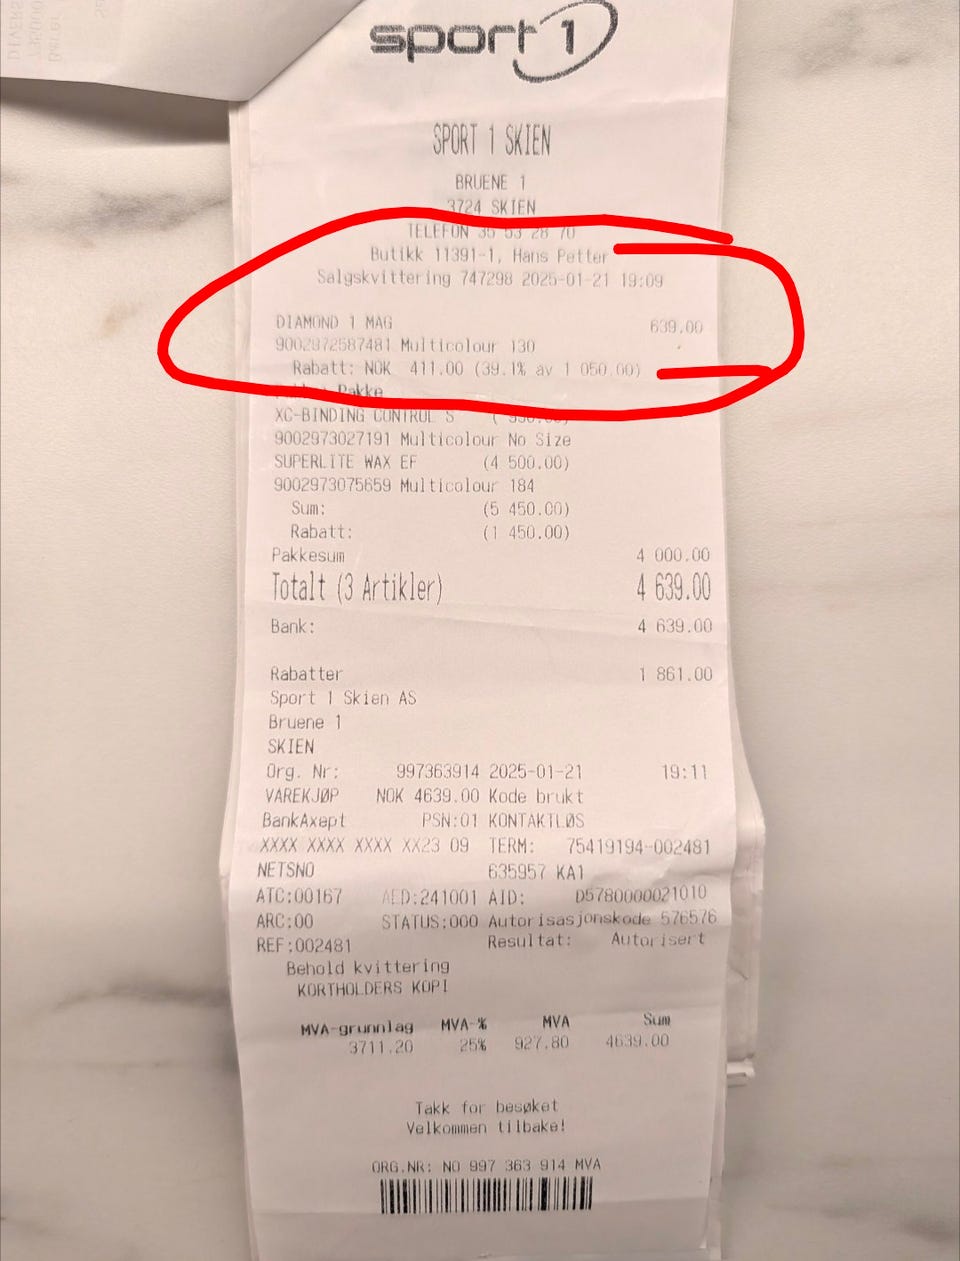 sport 1
SPORT 1 SKIEN
BRUENE 1
3724 SKIEN
TELEFON 35 53 28 70
Butikk 11391-1, Hans Petter
Salgskvittering 747298 2025-01-21 19:09
DIAMOND 1 MAG 639.00
9002972587481 Multicolour 130
Rabatt: NOK 411.00 (39.1% av 1 050.00)
Pakke
XC-BINDING CONTROL S
9002973027191 Multicolour No Size
SUPERLITE WAX EF (4 500.00)
9002973075659 Multicolour 184
Sum: (5 450.00)
Rabatt: (1 450.00)
Pakkesum 4 000.00
Totalt (3 Artikler) 4 639.00
Bank: 4 639.00
Rabatter 1 861.00
Sport 1 Skien AS
Bruene 1
SKIEN
Org. Nr: 997363914 2025-01-21 19:11
VAREKJØP NOK 4639.00 Kode brukt
BankAxept PSN:01 KONTAKTLØS
XXXX XXXX XXXX XX23 09 TERM: 75419194-002481
NETSNO 635957 KA1
ATC:00167 AED:241001 AID: D5780000021010
ARC:00 STATUS:000 Autorisasjonskode 576576
REF:002481 Resultat: Autorisert
Behold kvittering
KORTHOLDERS KOPI
MVA-grunnlag MVA-% MVA Sum
3711.20 25% 927.80 4639.00
Takk for besøket
Velkommen tilbake!
ORG.NR: NO 997 363 914 MVA